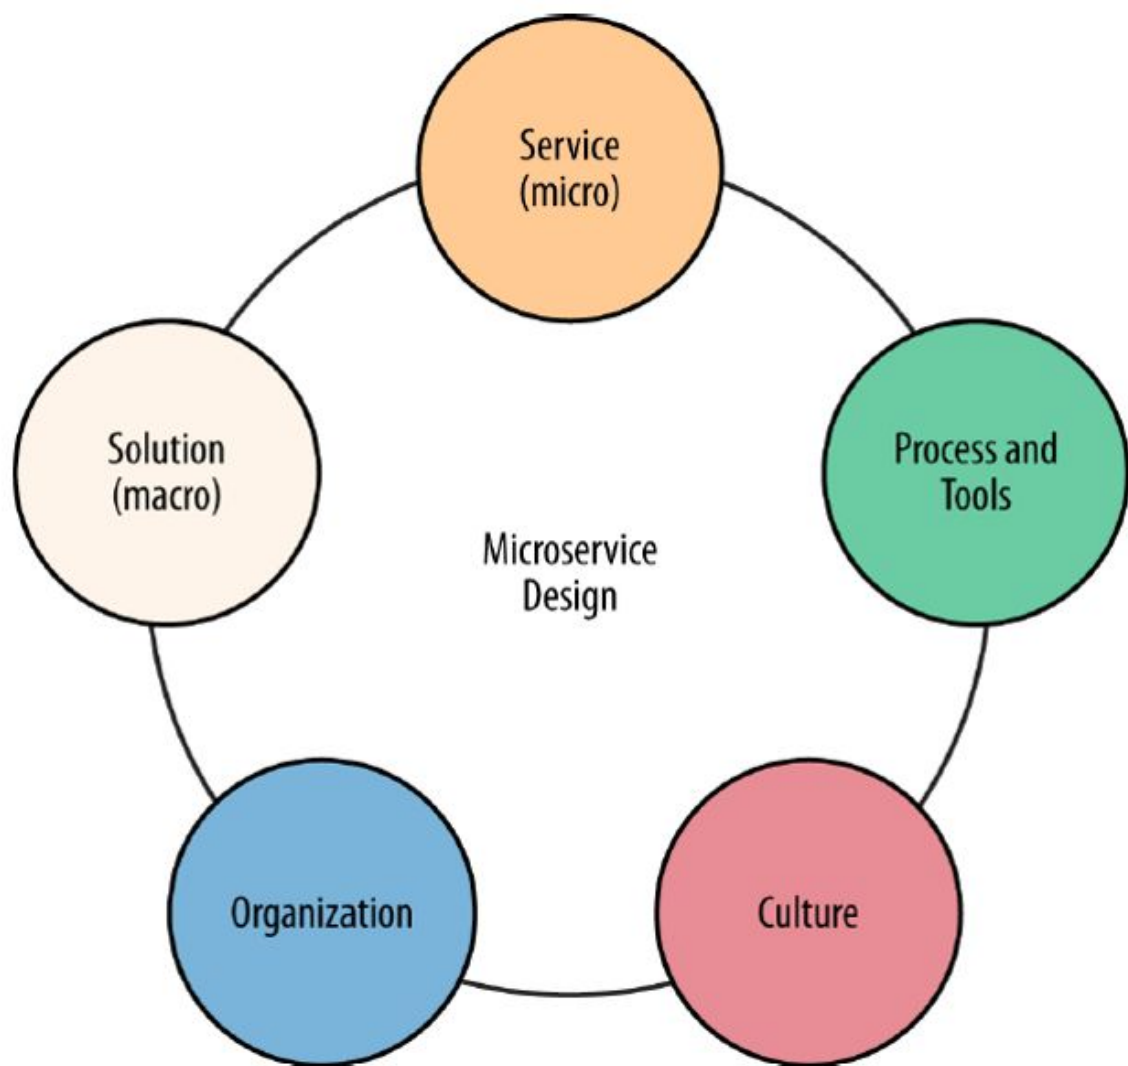 Service
(micro)
Solution
(macro)
Process and
Tools
Microservice
Design
Organization
Culture